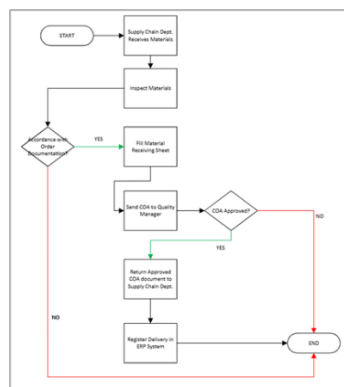 START
Supply Chain Dept.
Receives Materials
Inspect Materials
Accordance with
Order
Documentation?
YES
Fill Material
Receiving Sheet
Send COA to Quality
Manager
COA Approved?
NO
YES
Return Approved
COA document to
Supply Chain Dept.
NO
Register Delivery in
ERP System
END